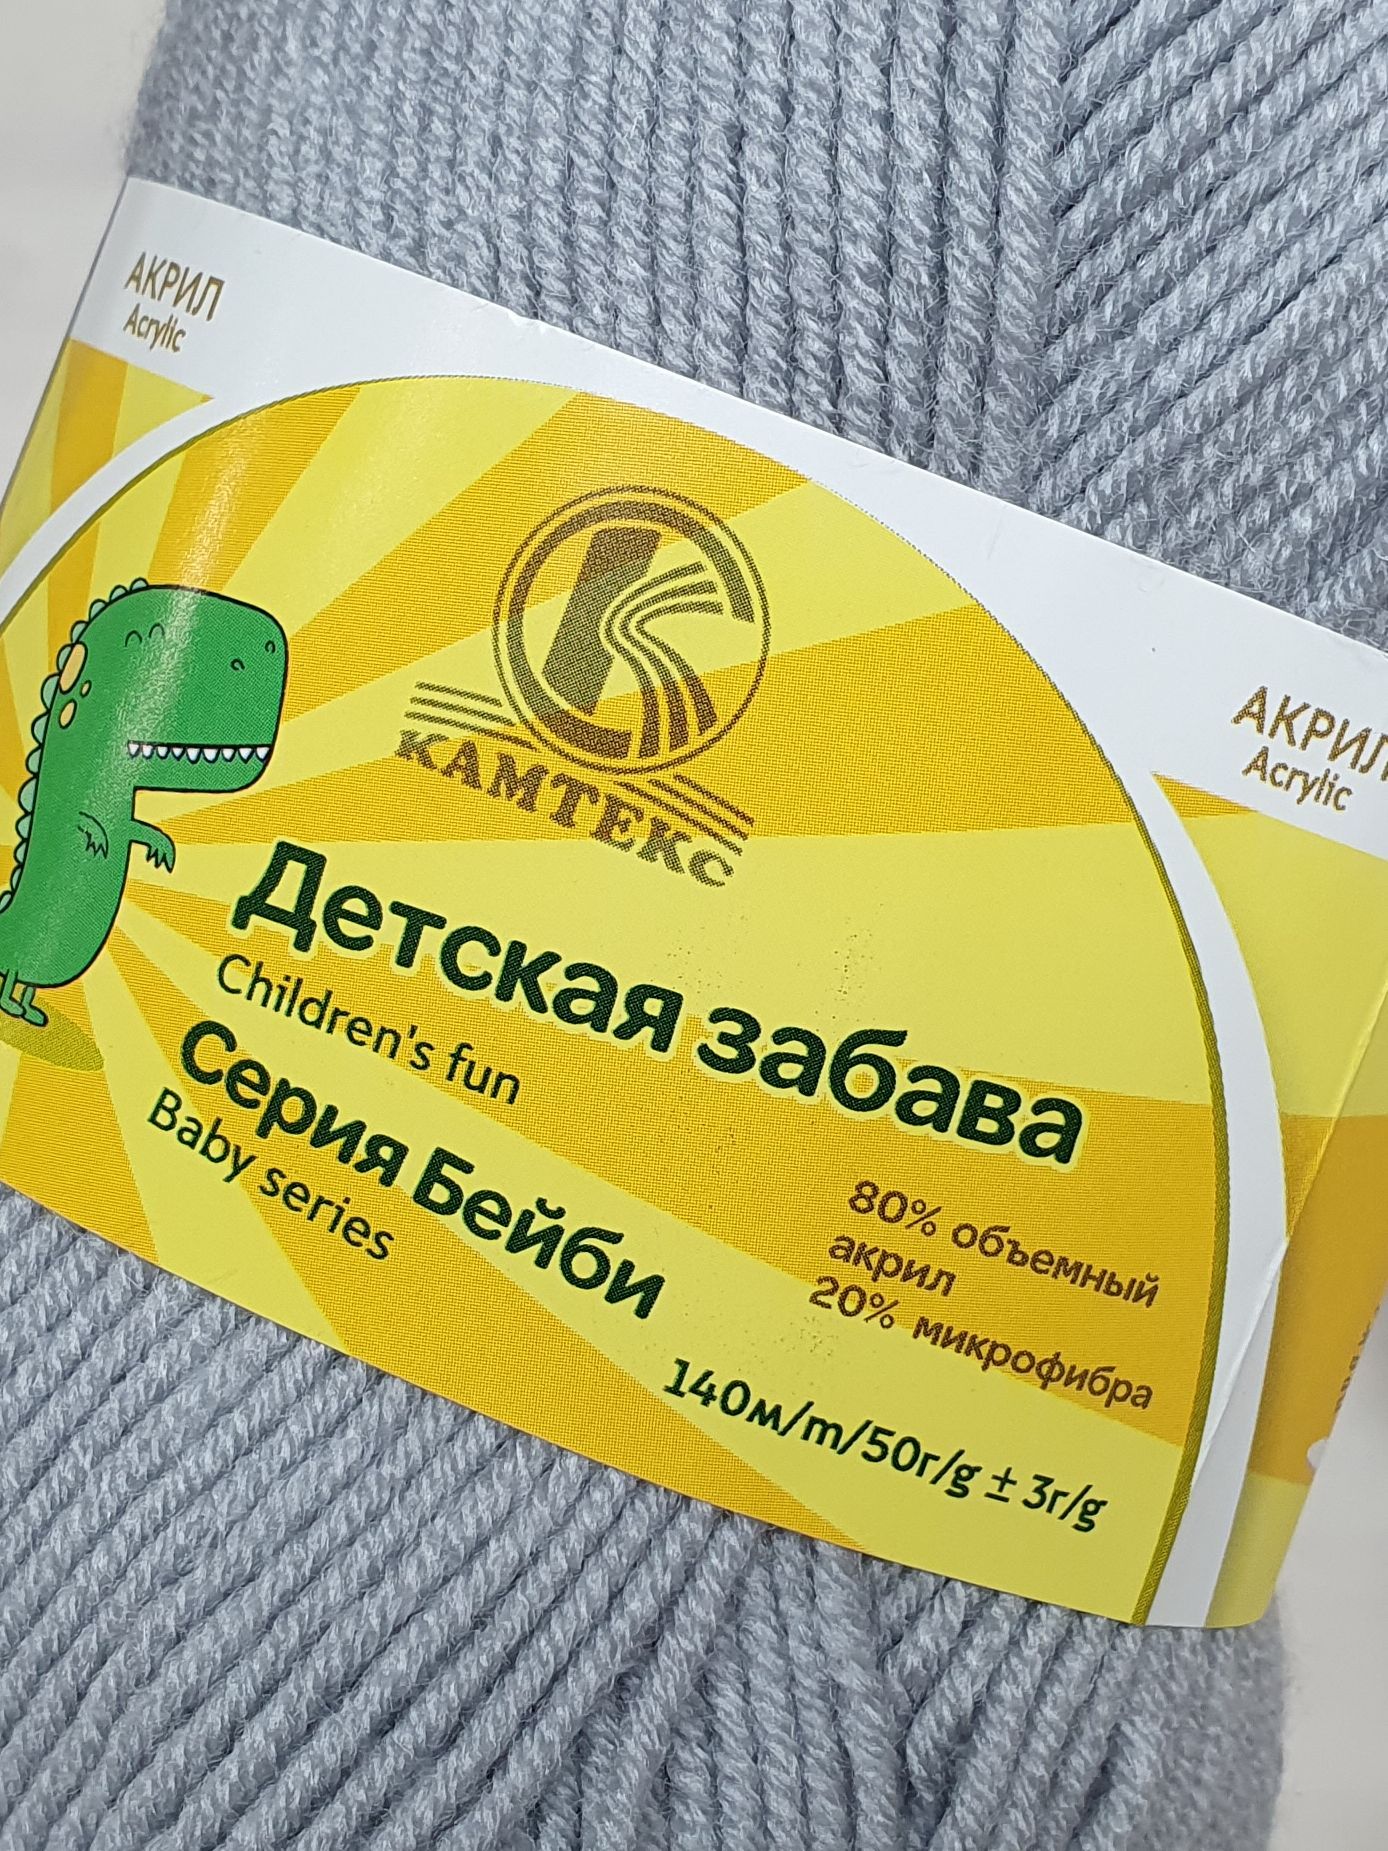 АКРИЛ
Acrylic
КАМТЕКС
АКРИЛ
Acrylic
Детская забава
Children's fun
Серия Бейби
Baby series
80% объемный
акрил
20% микрофибра
140м/m/50г/g ± 3г/g